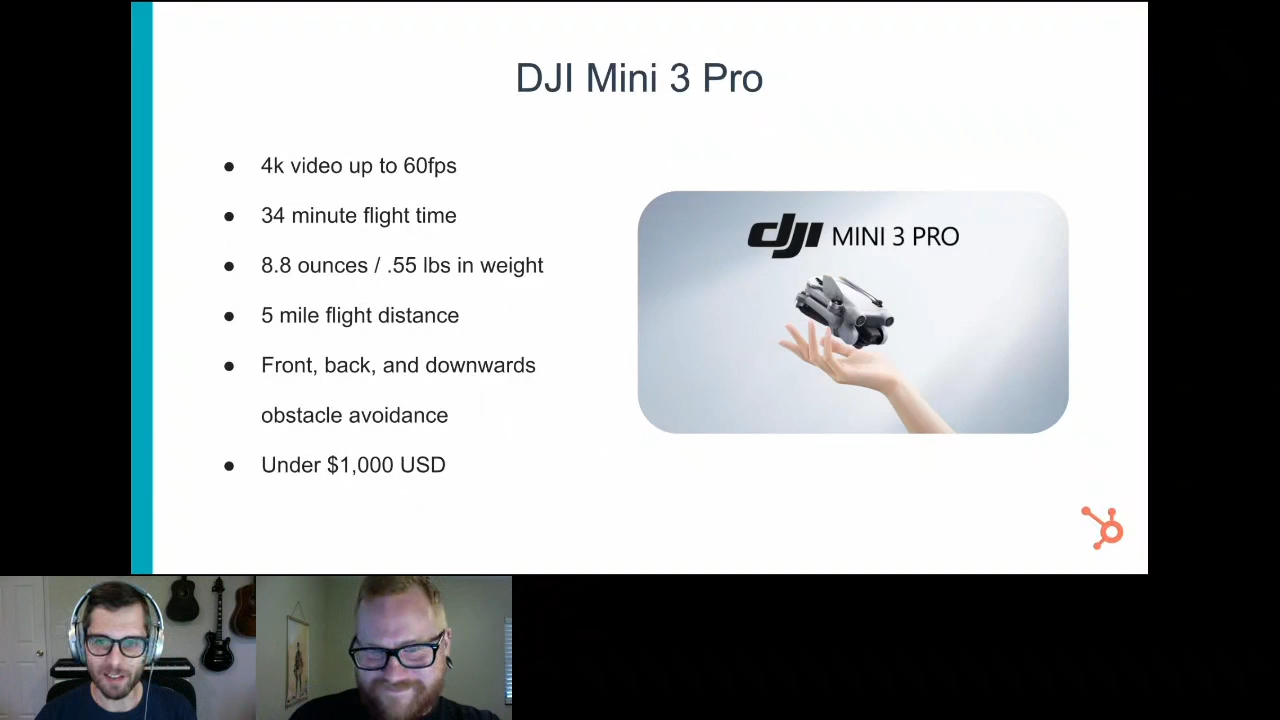 DJI Mini 3 Pro
● 4k video up to 60fps
● 34 minute flight time
● 8.8 ounces / .55 lbs in weight
● 5 mile flight distance
● Front, back, and downwards
obstacle avoidance
● Under $1,000 USD
dji MINI 3 PRO